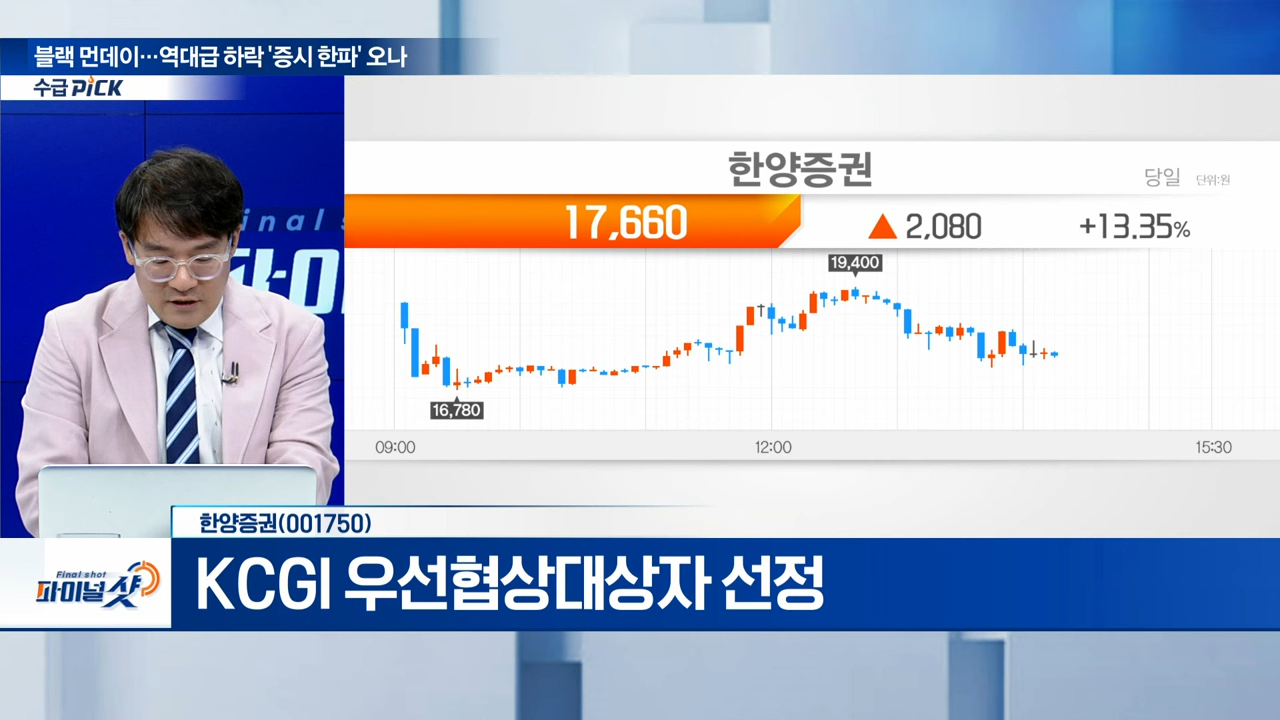 블랙 먼데이…역대급 하락 '증시 한파' 오나
수급 PiCK
한양증권
당일 단위:원
17,660
▲ 2,080
+13.35%
19,400
16,780
09:00
12:00
15:30
한양증권(001750)
Final shot
파이널 샷
KCGI 우선협상대상자 선정